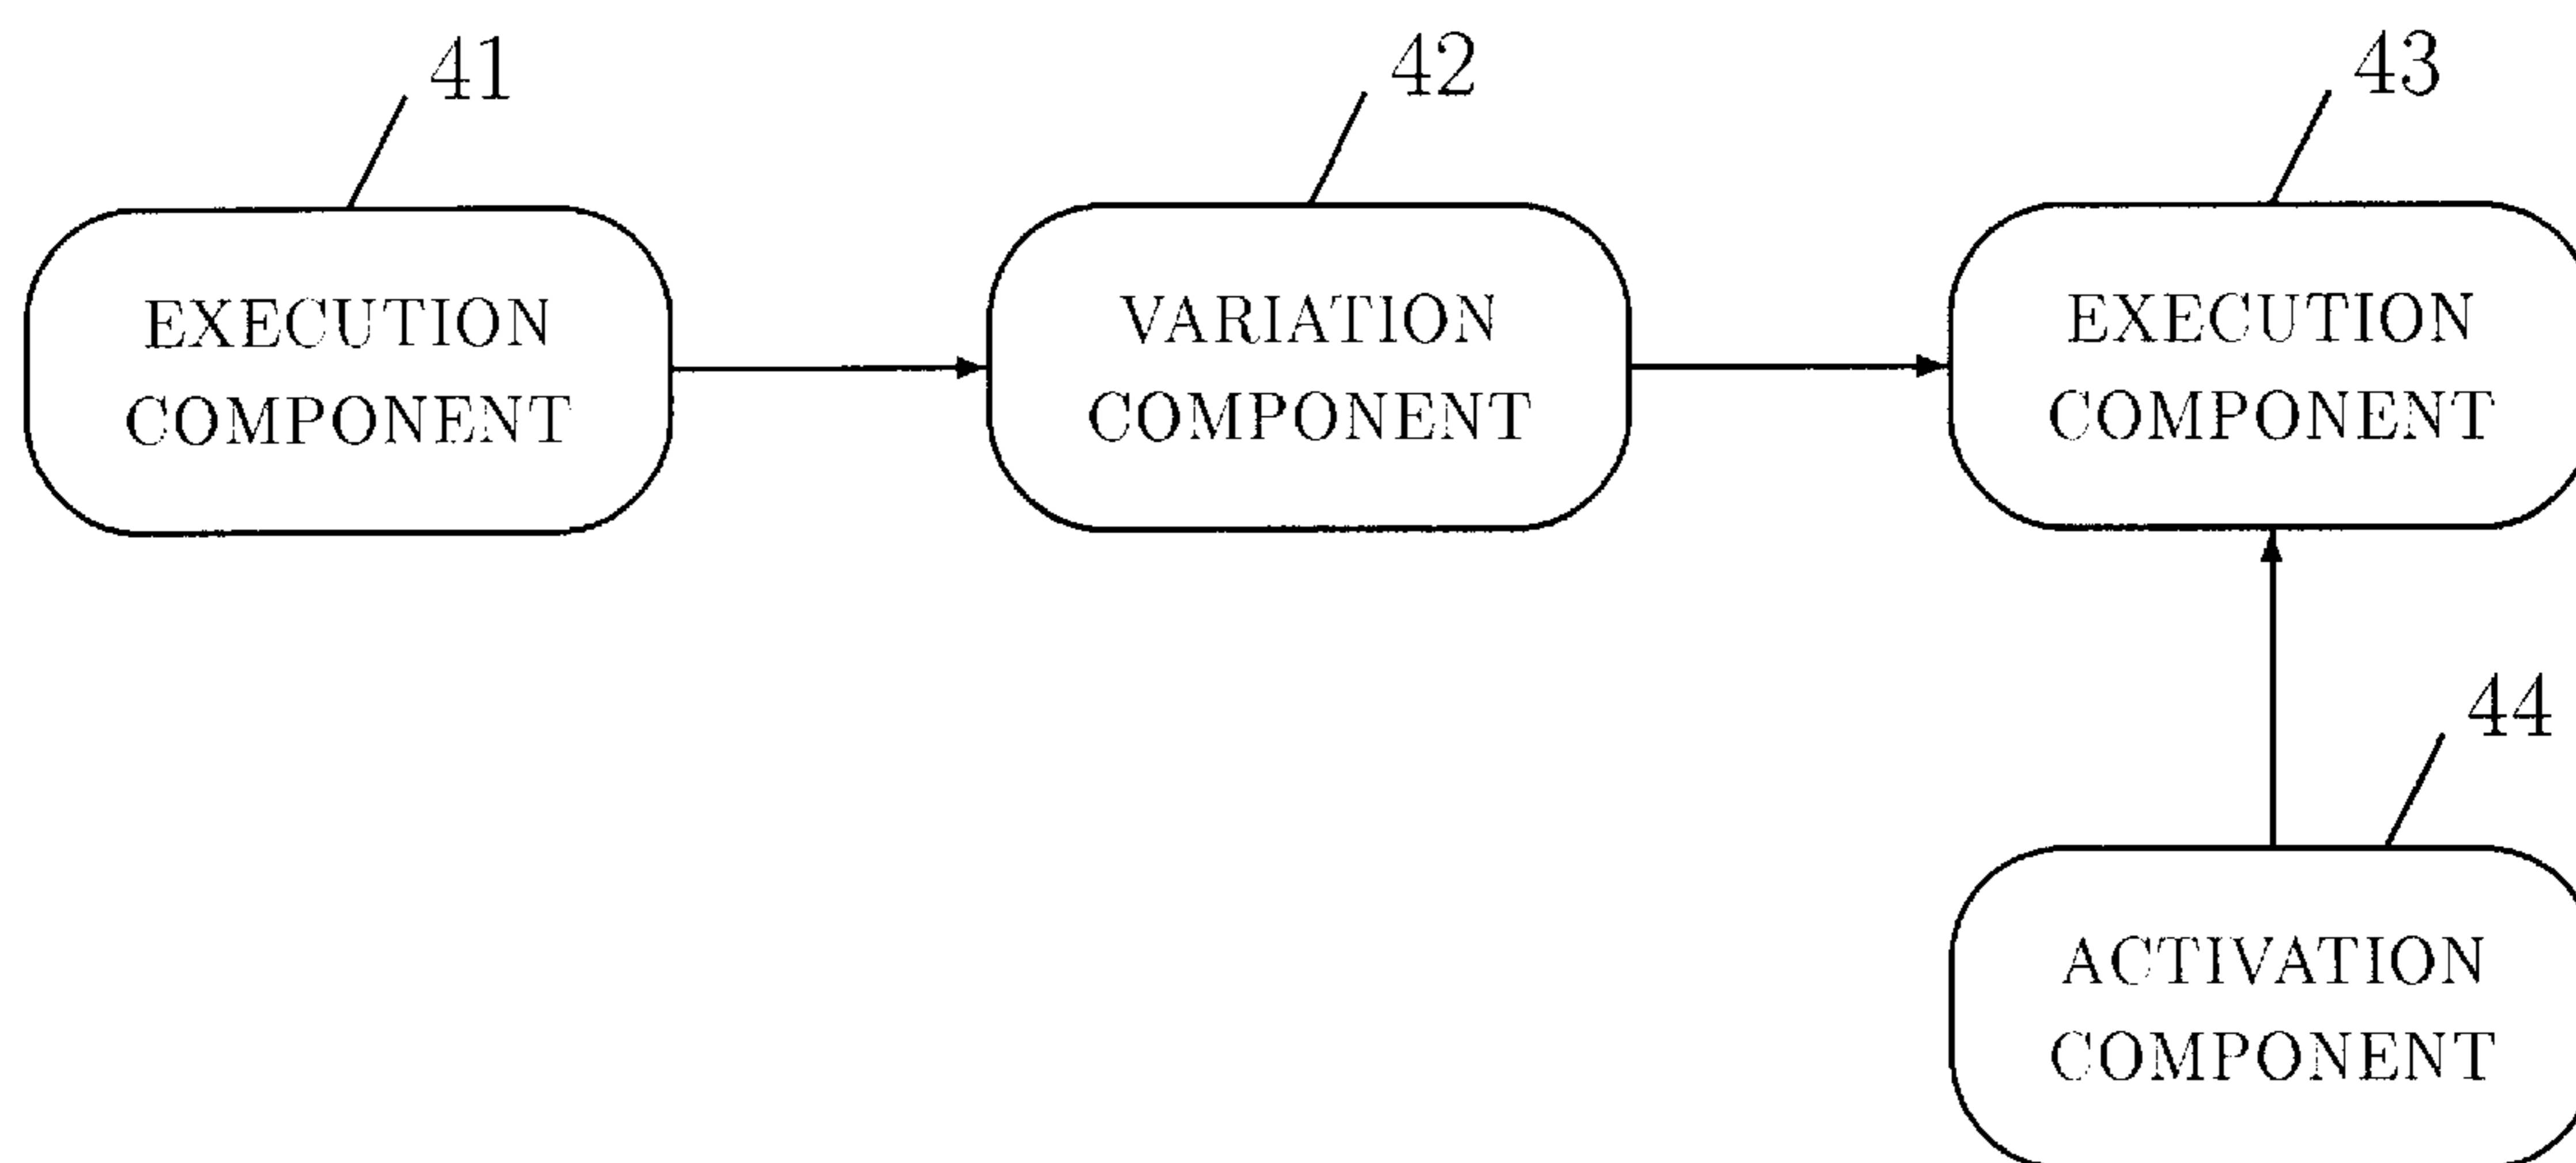 41
42
43
EXECUTION
COMPONENT
VARIATION
COMPONENT
EXECUTION
COMPONENT
44
ACTIVATION
COMPONENT